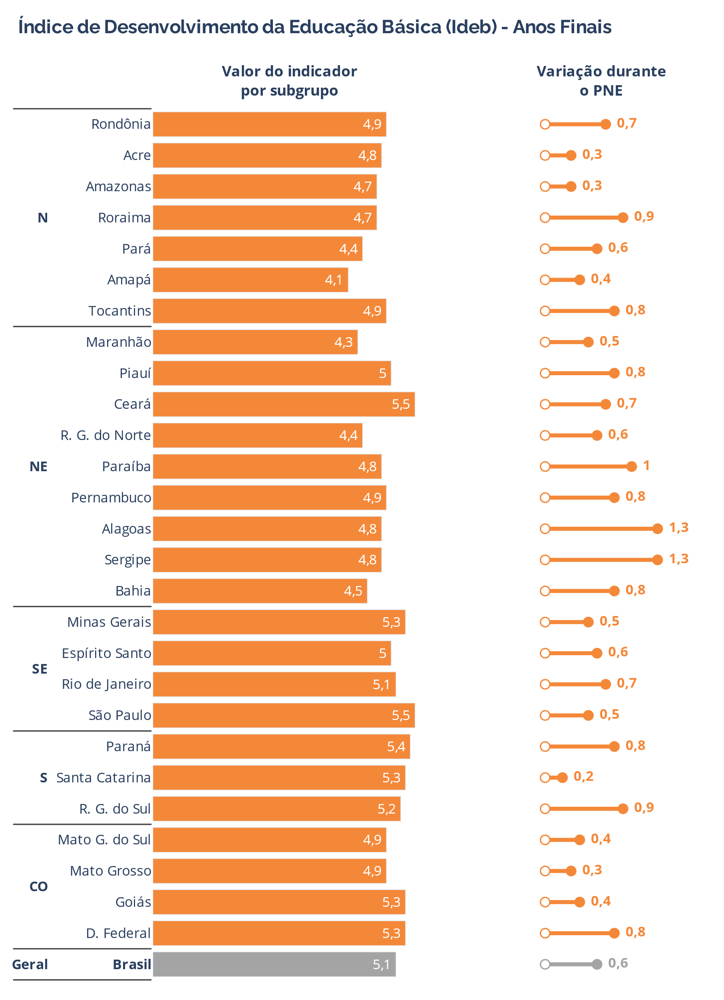 Índice de Desenvolvimento da Educação Básica (Ideb) - Anos Finais
Valor do indicador
por subgrupo
Variação durante
o PNE
Rondônia 4,9 0,7
Acre 4,8 0,3
Amazonas 4,7 0,3
N Roraima 4,7 0,9
Pará 4,4 0,6
Amapá 4,1 0,4
Tocantins 4,9 0,8
Maranhão 4,3 0,5
Piauí 5 0,8
Ceará 5,5 0,7
R. G. do Norte 4,4 0,6
NE Paraíba 4,8 1
Pernambuco 4,9 0,8
Alagoas 4,8 1,3
Sergipe 4,8 1,3
Bahia 4,5 0,8
Minas Gerais 5,3 0,5
Espírito Santo 5 0,6
SE
Rio de Janeiro 5,1 0,7
São Paulo 5,5 0,5
Paraná 5,4 0,8
S Santa Catarina 5,3 0,2
R. G. do Sul 5,2 0,9
Mato G. do Sul 4,9 0,4
Mato Grosso 4,9 0,3
CO
Goiás 5,3 0,4
D. Federal 5,3 0,8
Geral Brasil 5,1 0,6